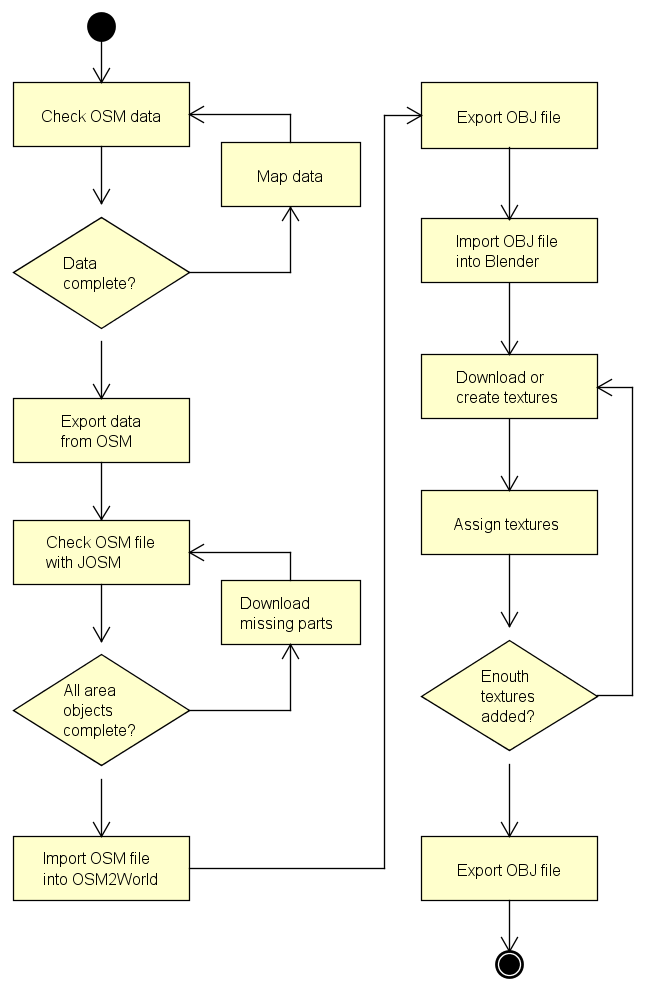 Check OSM data
Map data
Data
complete?
Export data
from OSM
Check OSM file
with JOSM
Download
missing parts
All area
objects
complete?
Import OSM file
into OSM2World
Export OBJ file
Import OBJ file
into Blender
Download or
create textures
Assign textures
Enouth
textures
added?
Export OBJ file